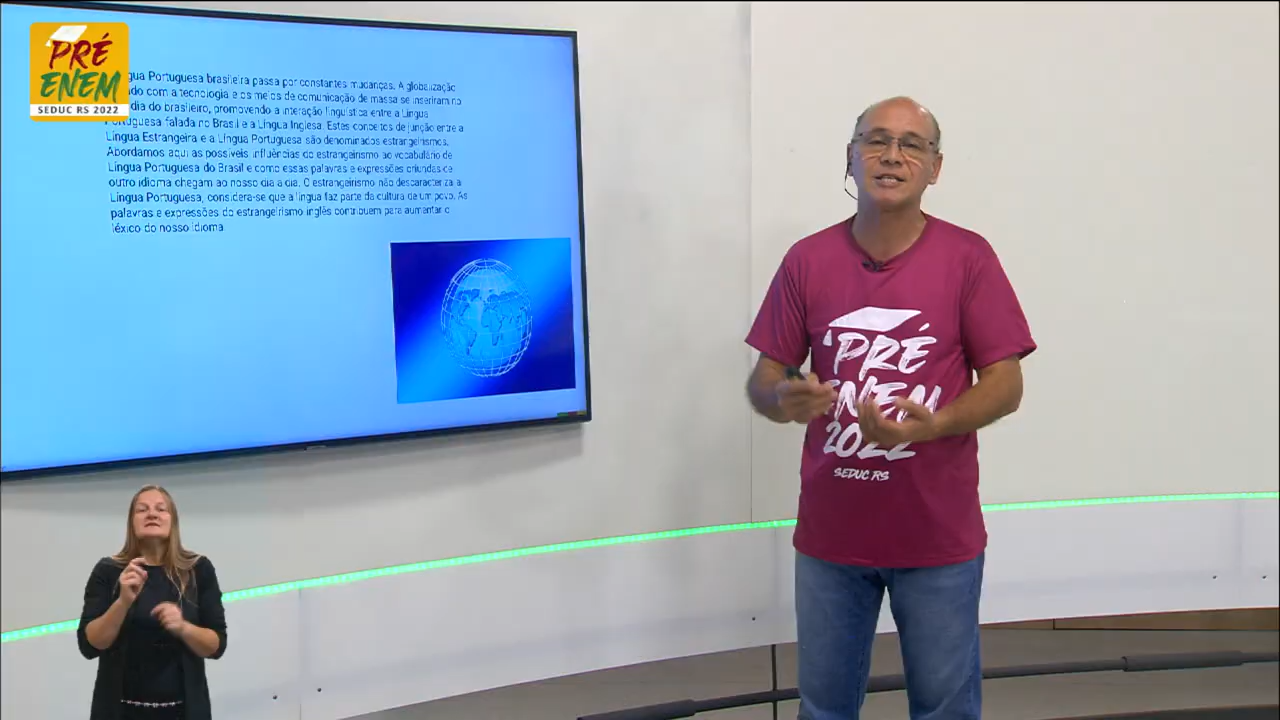 PRÉ
ENEM
SEDUC RS 2022
Portuguesa brasileira passa por constantes mudanças. A globalização
com a tecnologia e os meios de comunicação de massa se inseriram no
dia do brasileiro, promovendo a interação linguística entre a Língua
falada no Brasil e a Língua Inglesa. Estes conceitos de junção entre a
Língua Estrangeira e a Língua Portuguesa são denominados estrangeirismos.
Abordamos aqui as possíveis influências do estrangeirismo ao vocabulário de
Língua Portuguesa do Brasil e como essas palavras e expressões oriundas de
outro idioma chegam ao nosso dia a dia. O estrangeirismo não descaracteriza a
Língua Portuguesa, considera-se que a língua faz parte da cultura de um povo. As
palavras e expressões do estrangeirismo inglês contribuem para aumentar o
léxico do nosso idioma
PRÉ
ENEM
2022
SEDUC RS